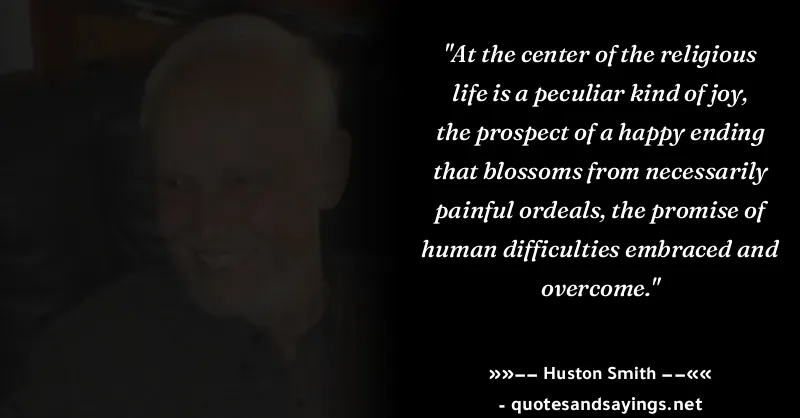 "At the center of the religious
life is a peculiar kind of joy,
the prospect of a happy ending
that blossoms from necessarily
painful ordeals, the promise of
human difficulties embraced and
overcome."
»»−− Huston Smith −−««
- quotesandsayings.net